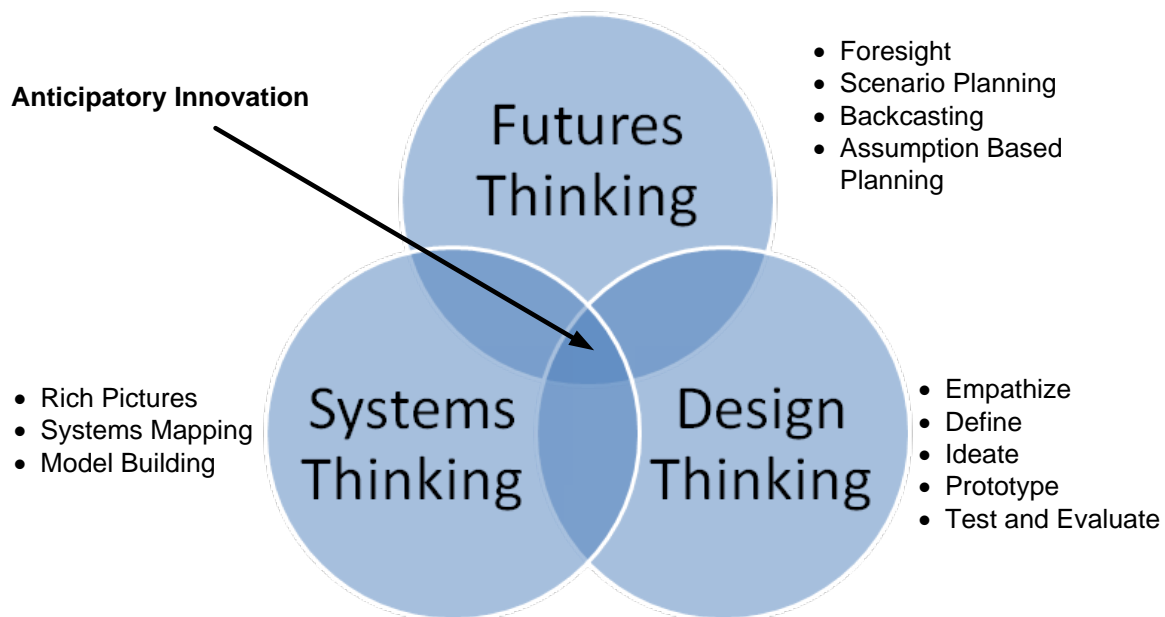 Anticipatory Innovation
Futures
Thinking
• Foresight
• Scenario Planning
• Backcasting
• Assumption Based
Planning
Systems
Thinking
• Rich Pictures
• Systems Mapping
• Model Building
Design
Thinking
• Empathize
• Define
• Ideate
• Prototype
• Test and Evaluate